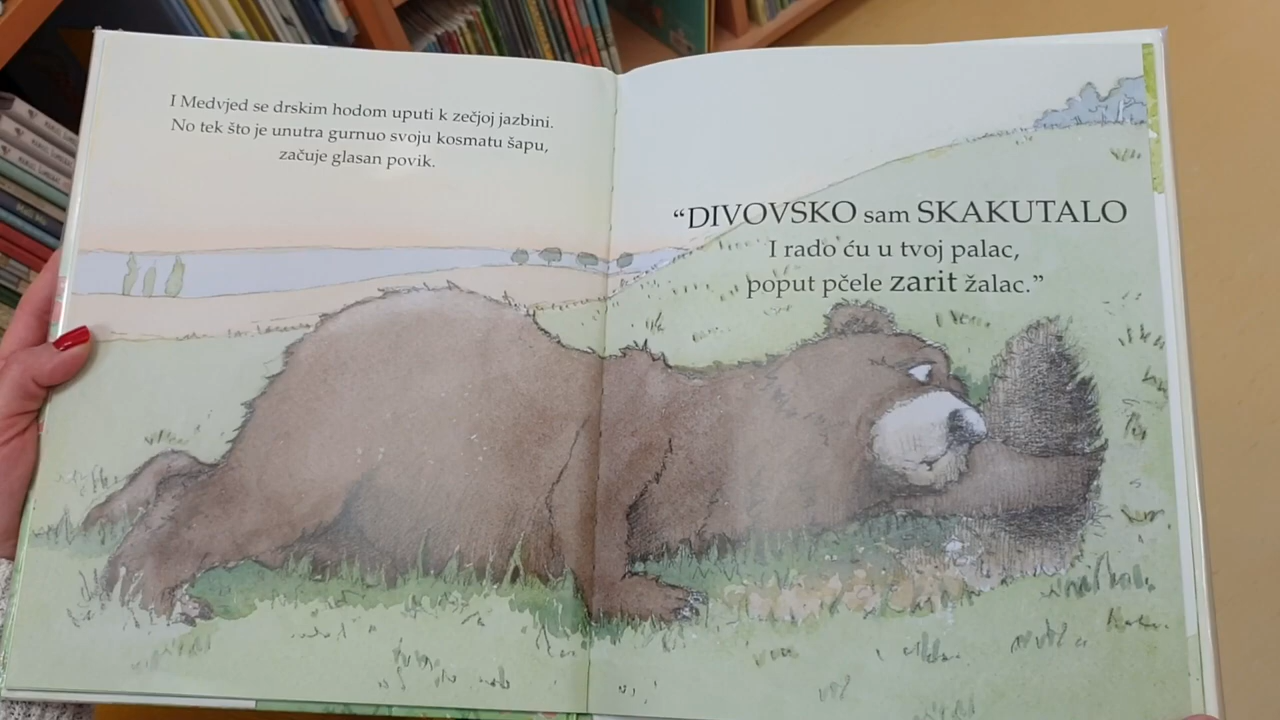 I Medvjed se drskim hodom uputi k zečjoj jazbini.
No tek što je unutra gurnuo svoju kosmatu šapu,
začuje glasan povik.
“DIVOVSKO sam SKAKUTALO
I rado ću u tvoj palac,
poput pčele zarit žalac.”